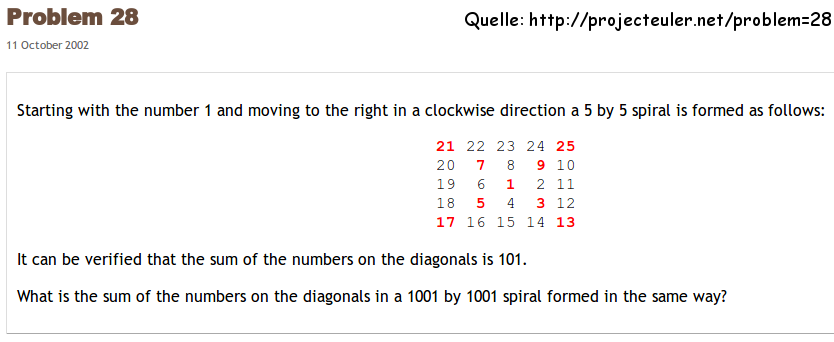 Problem 28
Quelle: http://projecteuler.net/problem=28
11 October 2002
Starting with the number 1 and moving to the right in a clockwise direction a 5 by 5 spiral is formed as follows:
21 22 23 24 25
20 7 8 9 10
19 6 1 2 11
18 5 4 3 12
17 16 15 14 13
It can be verified that the sum of the numbers on the diagonals is 101.
What is the sum of the numbers on the diagonals in a 1001 by 1001 spiral formed in the same way?